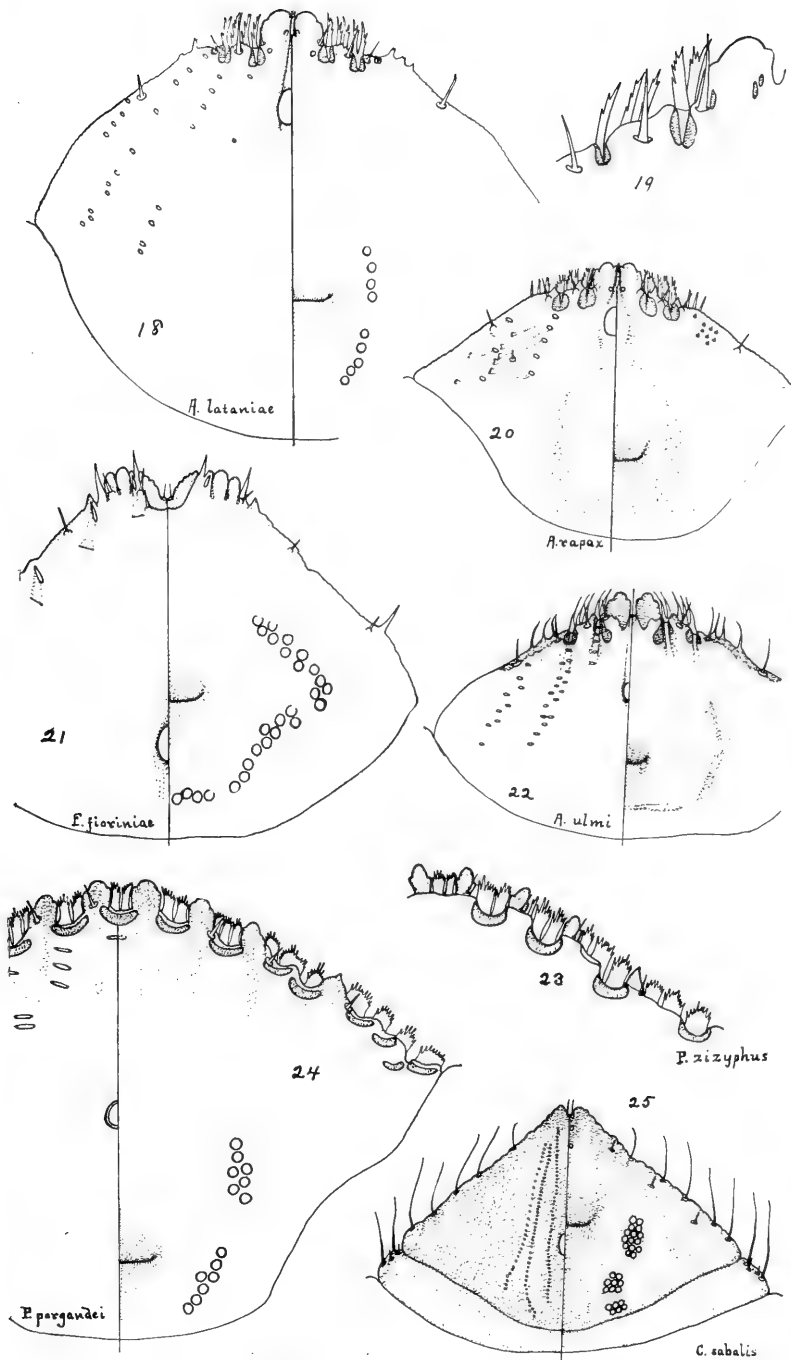 19
18
A. lataniae
20
A. rapax
21
F. fioriniae
22
A. ulmi
23
P. zizyphus
24
25
P. pergandei
C. sabalis